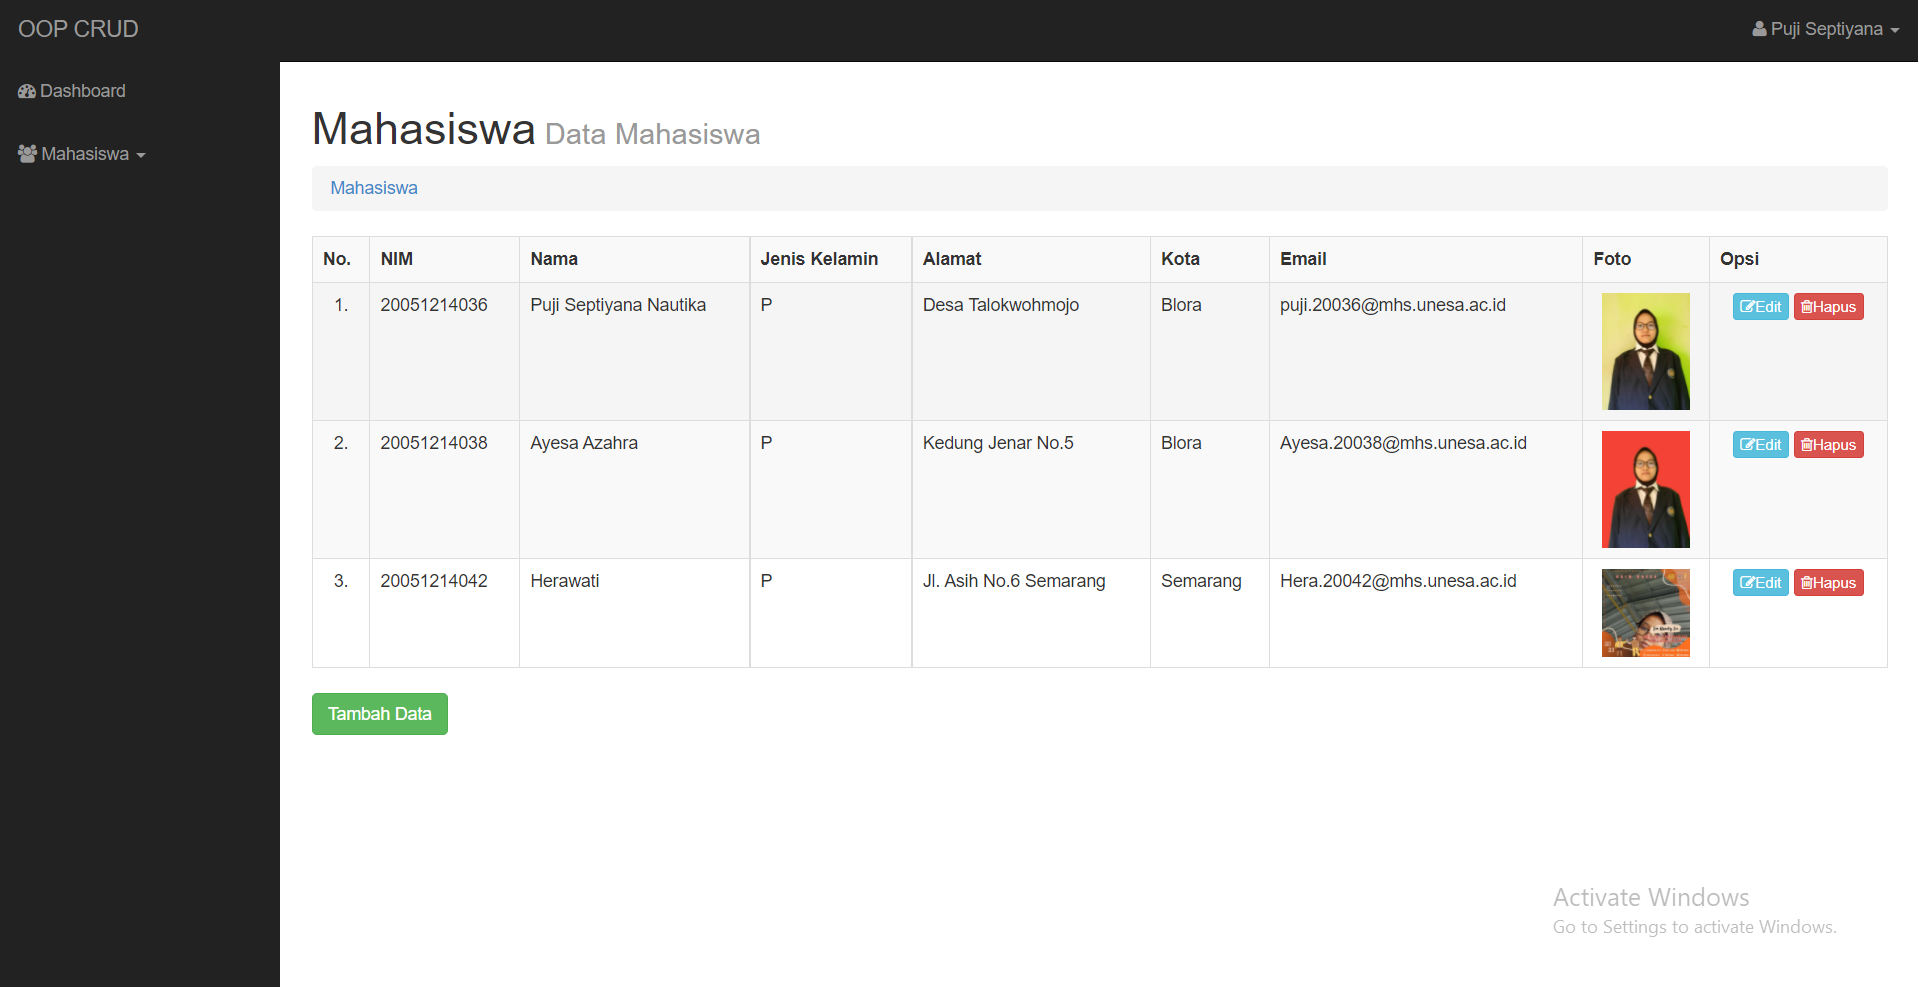 OOP CRUD
Puji Septiyana
Dashboard
Mahasiswa
Mahasiswa Data Mahasiswa
Mahasiswa
No. NIM Nama Jenis Kelamin Alamat Kota Email Foto Opsi
1. 20051214036 Puji Septiyana Nautika P Desa Talokwohmojo Blora puji.20036@mhs.unesa.ac.id Edit Hapus
2. 20051214038 Ayesa Azahra P Kedung Jenar No.5 Blora Ayesa.20038@mhs.unesa.ac.id Edit Hapus
3. 20051214042 Herawati P Jl. Asih No.6 Semarang Semarang Hera.20042@mhs.unesa.ac.id Edit Hapus
Tambah Data
Activate Windows
Go to Settings to activate Windows.